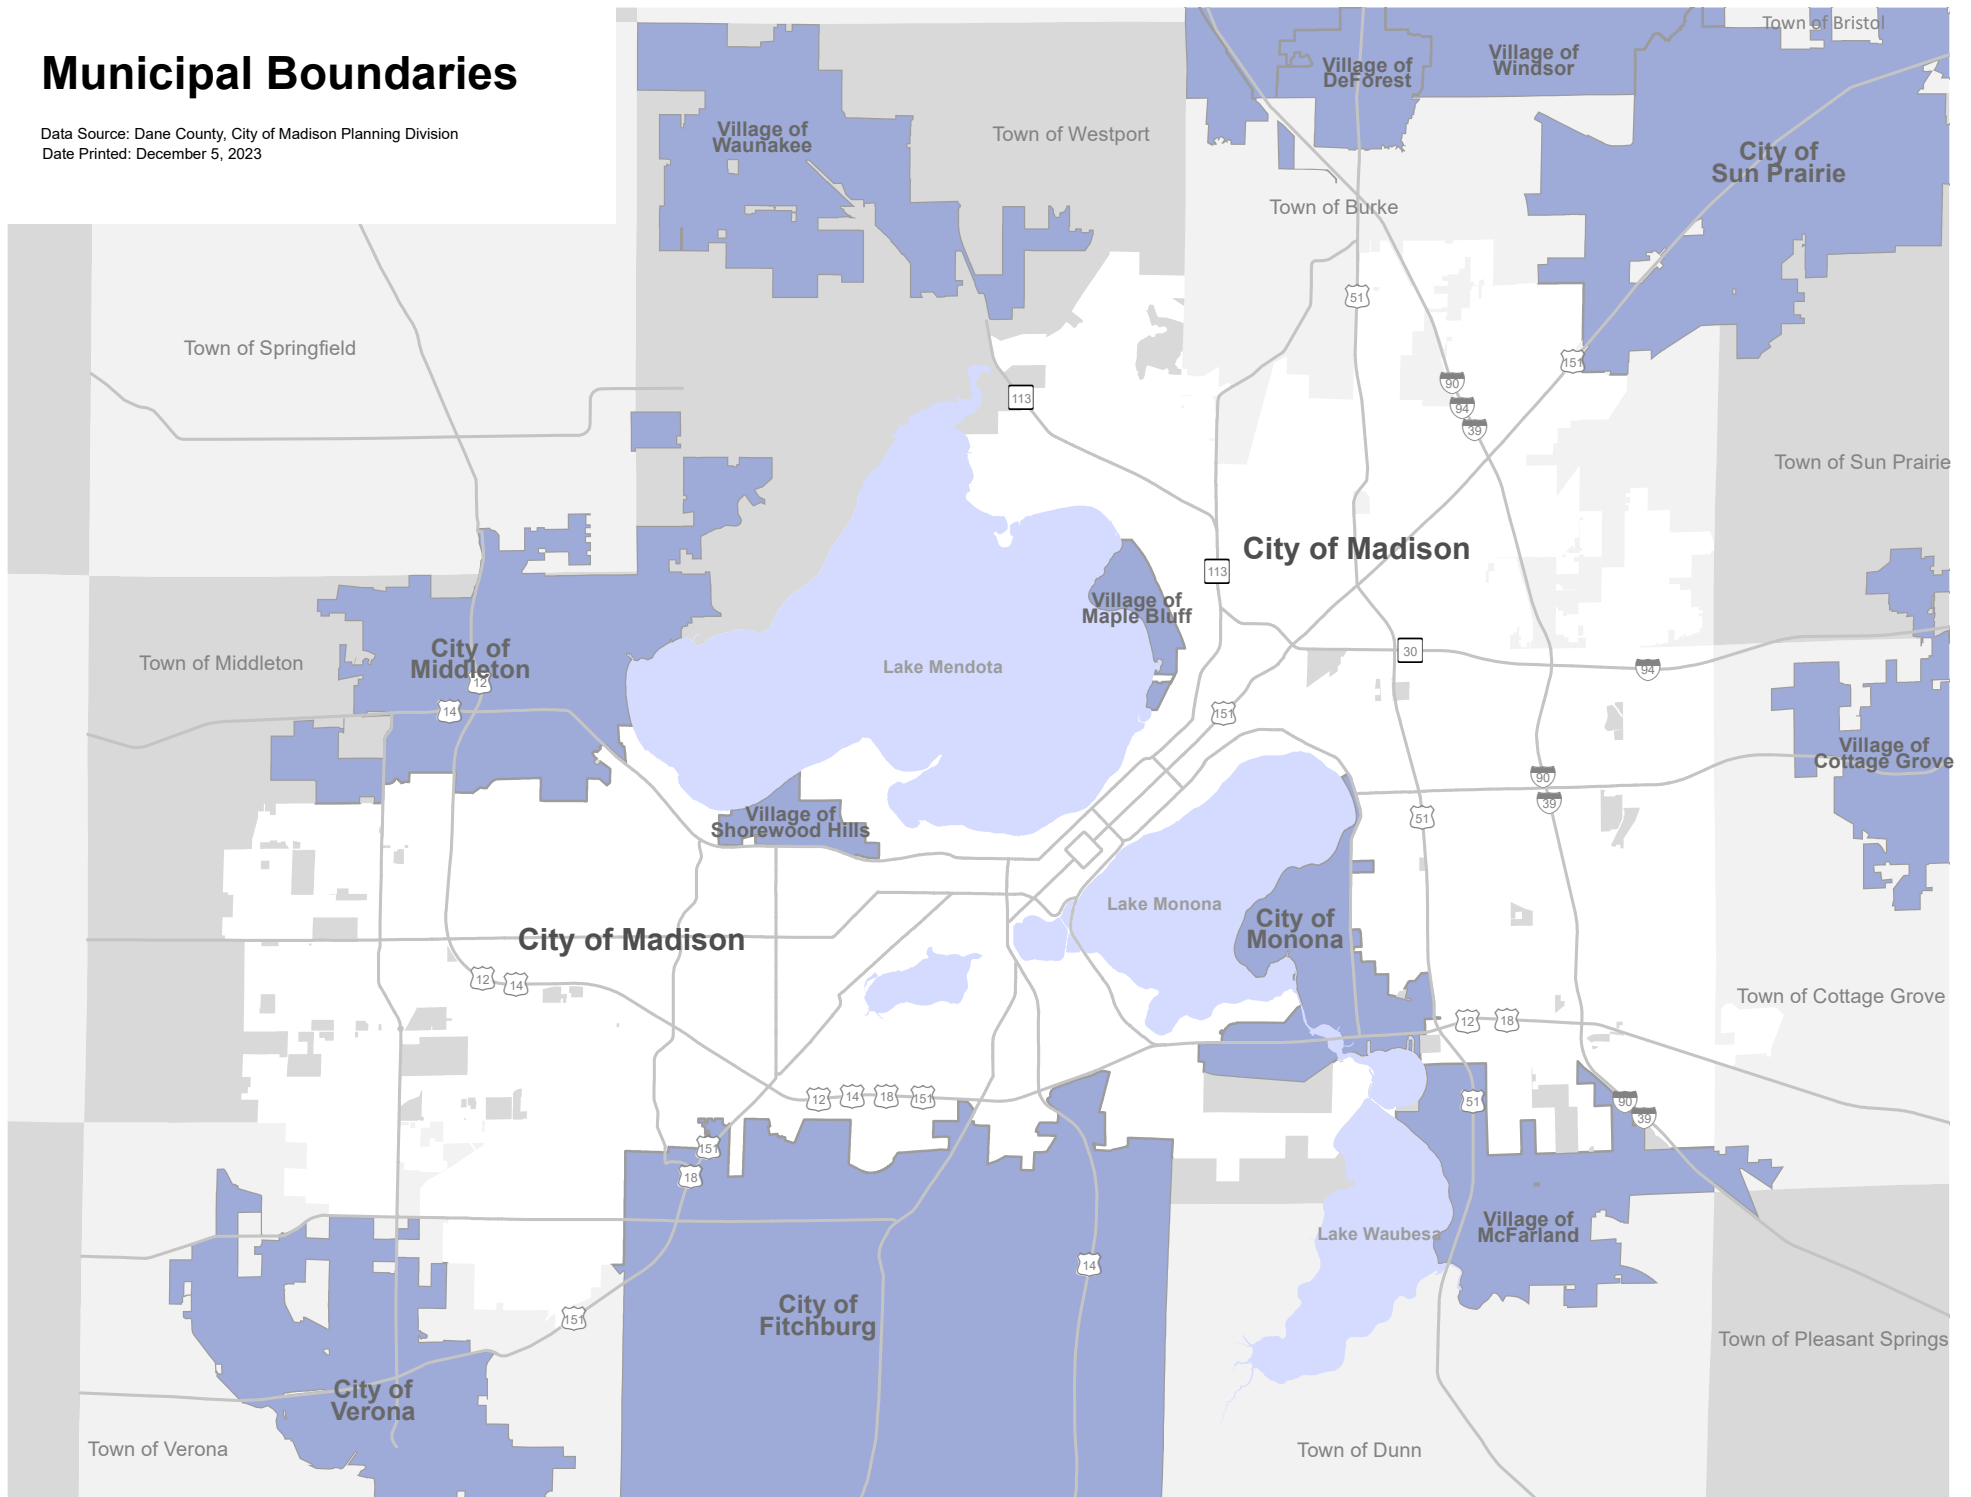 Municipal Boundaries
Data Source: Dane County, City of Madison Planning Division
Date Printed: December 5, 2023
Town of Bristol
Village of
DeForest
Village of
Windsor
Village of
Waunakee
Town of Westport
City of
Sun Prairie
Town of Burke
51
Town of Springfield
151
90
94
39
113
Town of Sun Prairie
City of Madison
113
Village of
Maple Bluff
City of
Middleton
12
14
Town of Middleton
Lake Mendota
30
94
151
Village of
Cottage Grove
90
39
51
Village of
Shorewood Hills
Lake Monona
City of
Monona
City of Madison
12
14
Town of Cottage Grove
12
18
12
14
18
151
51
90
39
151
18
Village of
McFarland
Lake Waubesa
14
151
City of
Fitchburg
Town of Pleasant Springs
City of
Verona
Town of Verona
Town of Dunn